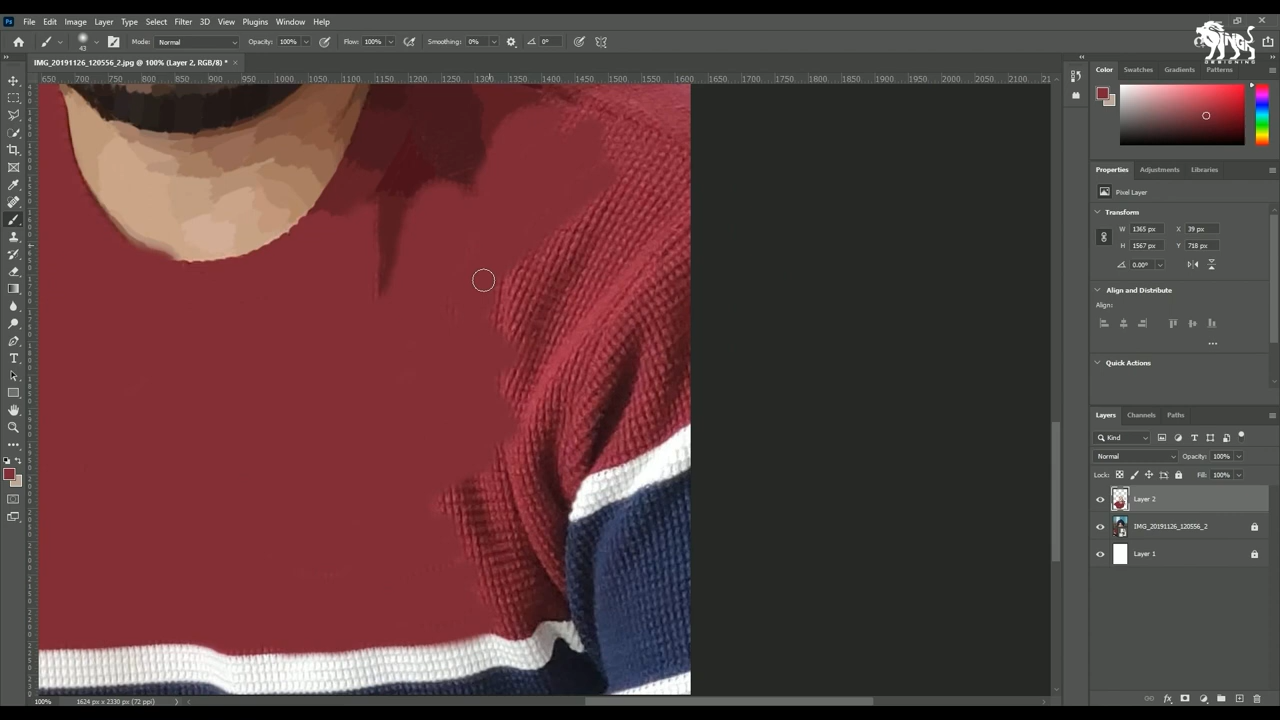 File Edit Image Layer Type Select Filter 3D View Plugins Window Help
43 Mode: Normal Opacity: 100% Flow: 100% Smoothing: 0% 0°
IMG_20191126_120556_2.jpg @ 100% (Layer 2, RGB/8) *
650 700 750 800 850 900 950 1000 1050 1100 1150 1200 1250 1300 1350 1400 1450 1500 1550 1600 1650 1700 1750 1800 1850 1900 1950 2000 2050 2100
SINGH
DESIGNING
Color Swatches Gradients Patterns
Properties Adjustments Libraries
Pixel Layer
Transform
W 1365 px X 39 px
H 1567 px Y 718 px
0.00°
Align and Distribute
Align:
Quick Actions
Layers Channels Paths
Kind
Normal Opacity: 100%
Lock: Fill: 100%
Layer 2
IMG_20191126_120556_2
Layer 1
100% 1624 px x 2330 px (72 ppi)